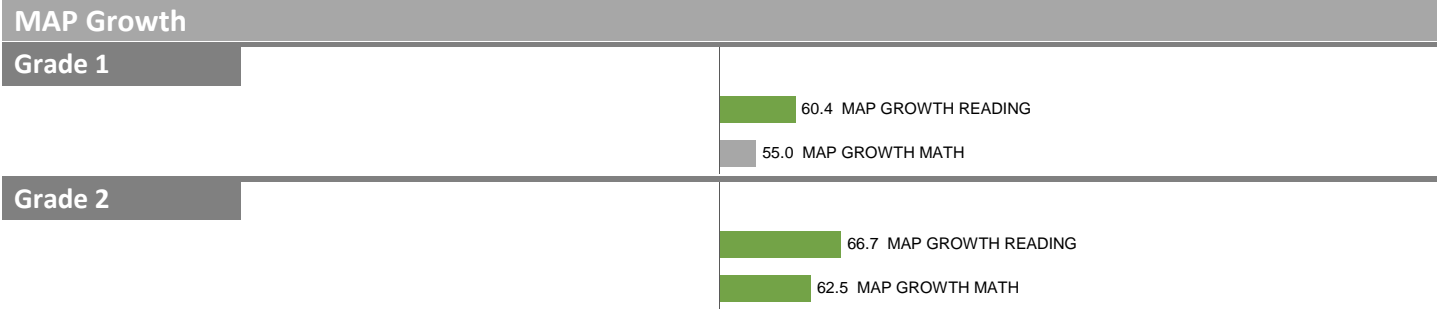 MAP Growth
Grade 1
60.4 MAP GROWTH READING
55.0 MAP GROWTH MATH
Grade 2
66.7 MAP GROWTH READING
62.5 MAP GROWTH MATH